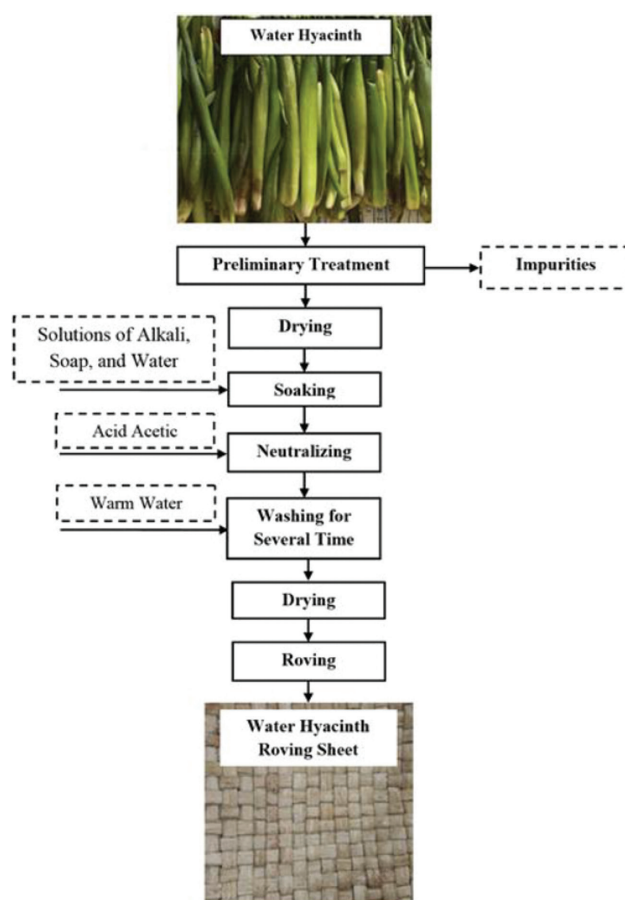 Water Hyacinth
Preliminary Treatment
Impurities
Drying
Solutions of Alkali,
Soap, and Water
Soaking
Acid Acetic
Neutralizing
Warm Water
Washing for
Several Time
Drying
Roving
Water Hyacinth
Roving Sheet